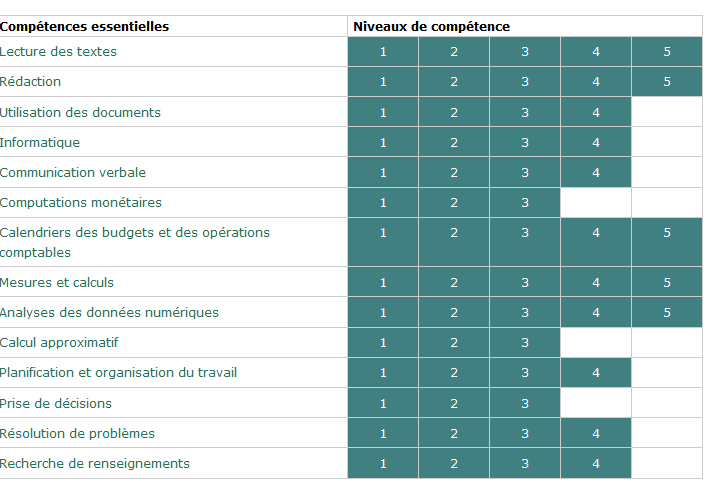 Compétences essentielles Niveaux de compétence
Lecture des textes 1 2 3 4 5
Rédaction 1 2 3 4 5
Utilisation des documents 1 2 3 4
Informatique 1 2 3 4
Communication verbale 1 2 3 4
Computations monétaires 1 2 3
Calendriers des budgets et des opérations 1 2 3 4 5
comptables
Mesures et calculs 1 2 3 4 5
Analyses des données numériques 1 2 3 4 5
Calcul approximatif 1 2 3
Planification et organisation du travail 1 2 3 4
Prise de décisions 1 2 3
Résolution de problèmes 1 2 3 4
Recherche de renseignements 1 2 3 4